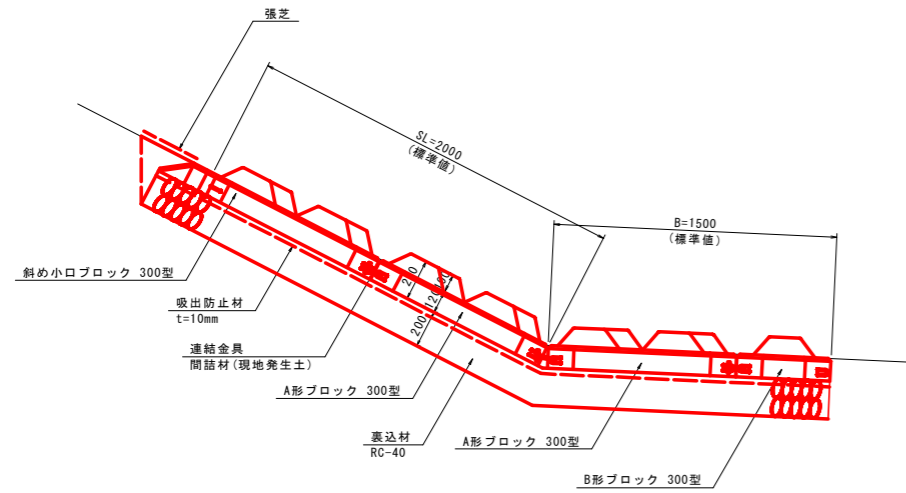 張芝
SL=2000
(標準値)
B=1500
(標準値)
斜め小口ブロック 300型
吸出防止材
t=10mm
連結金具
間詰材(現地発生土)
A形ブロック 300型
裏込材
RC-40
A形ブロック 300型
B形ブロック 300型
120
200